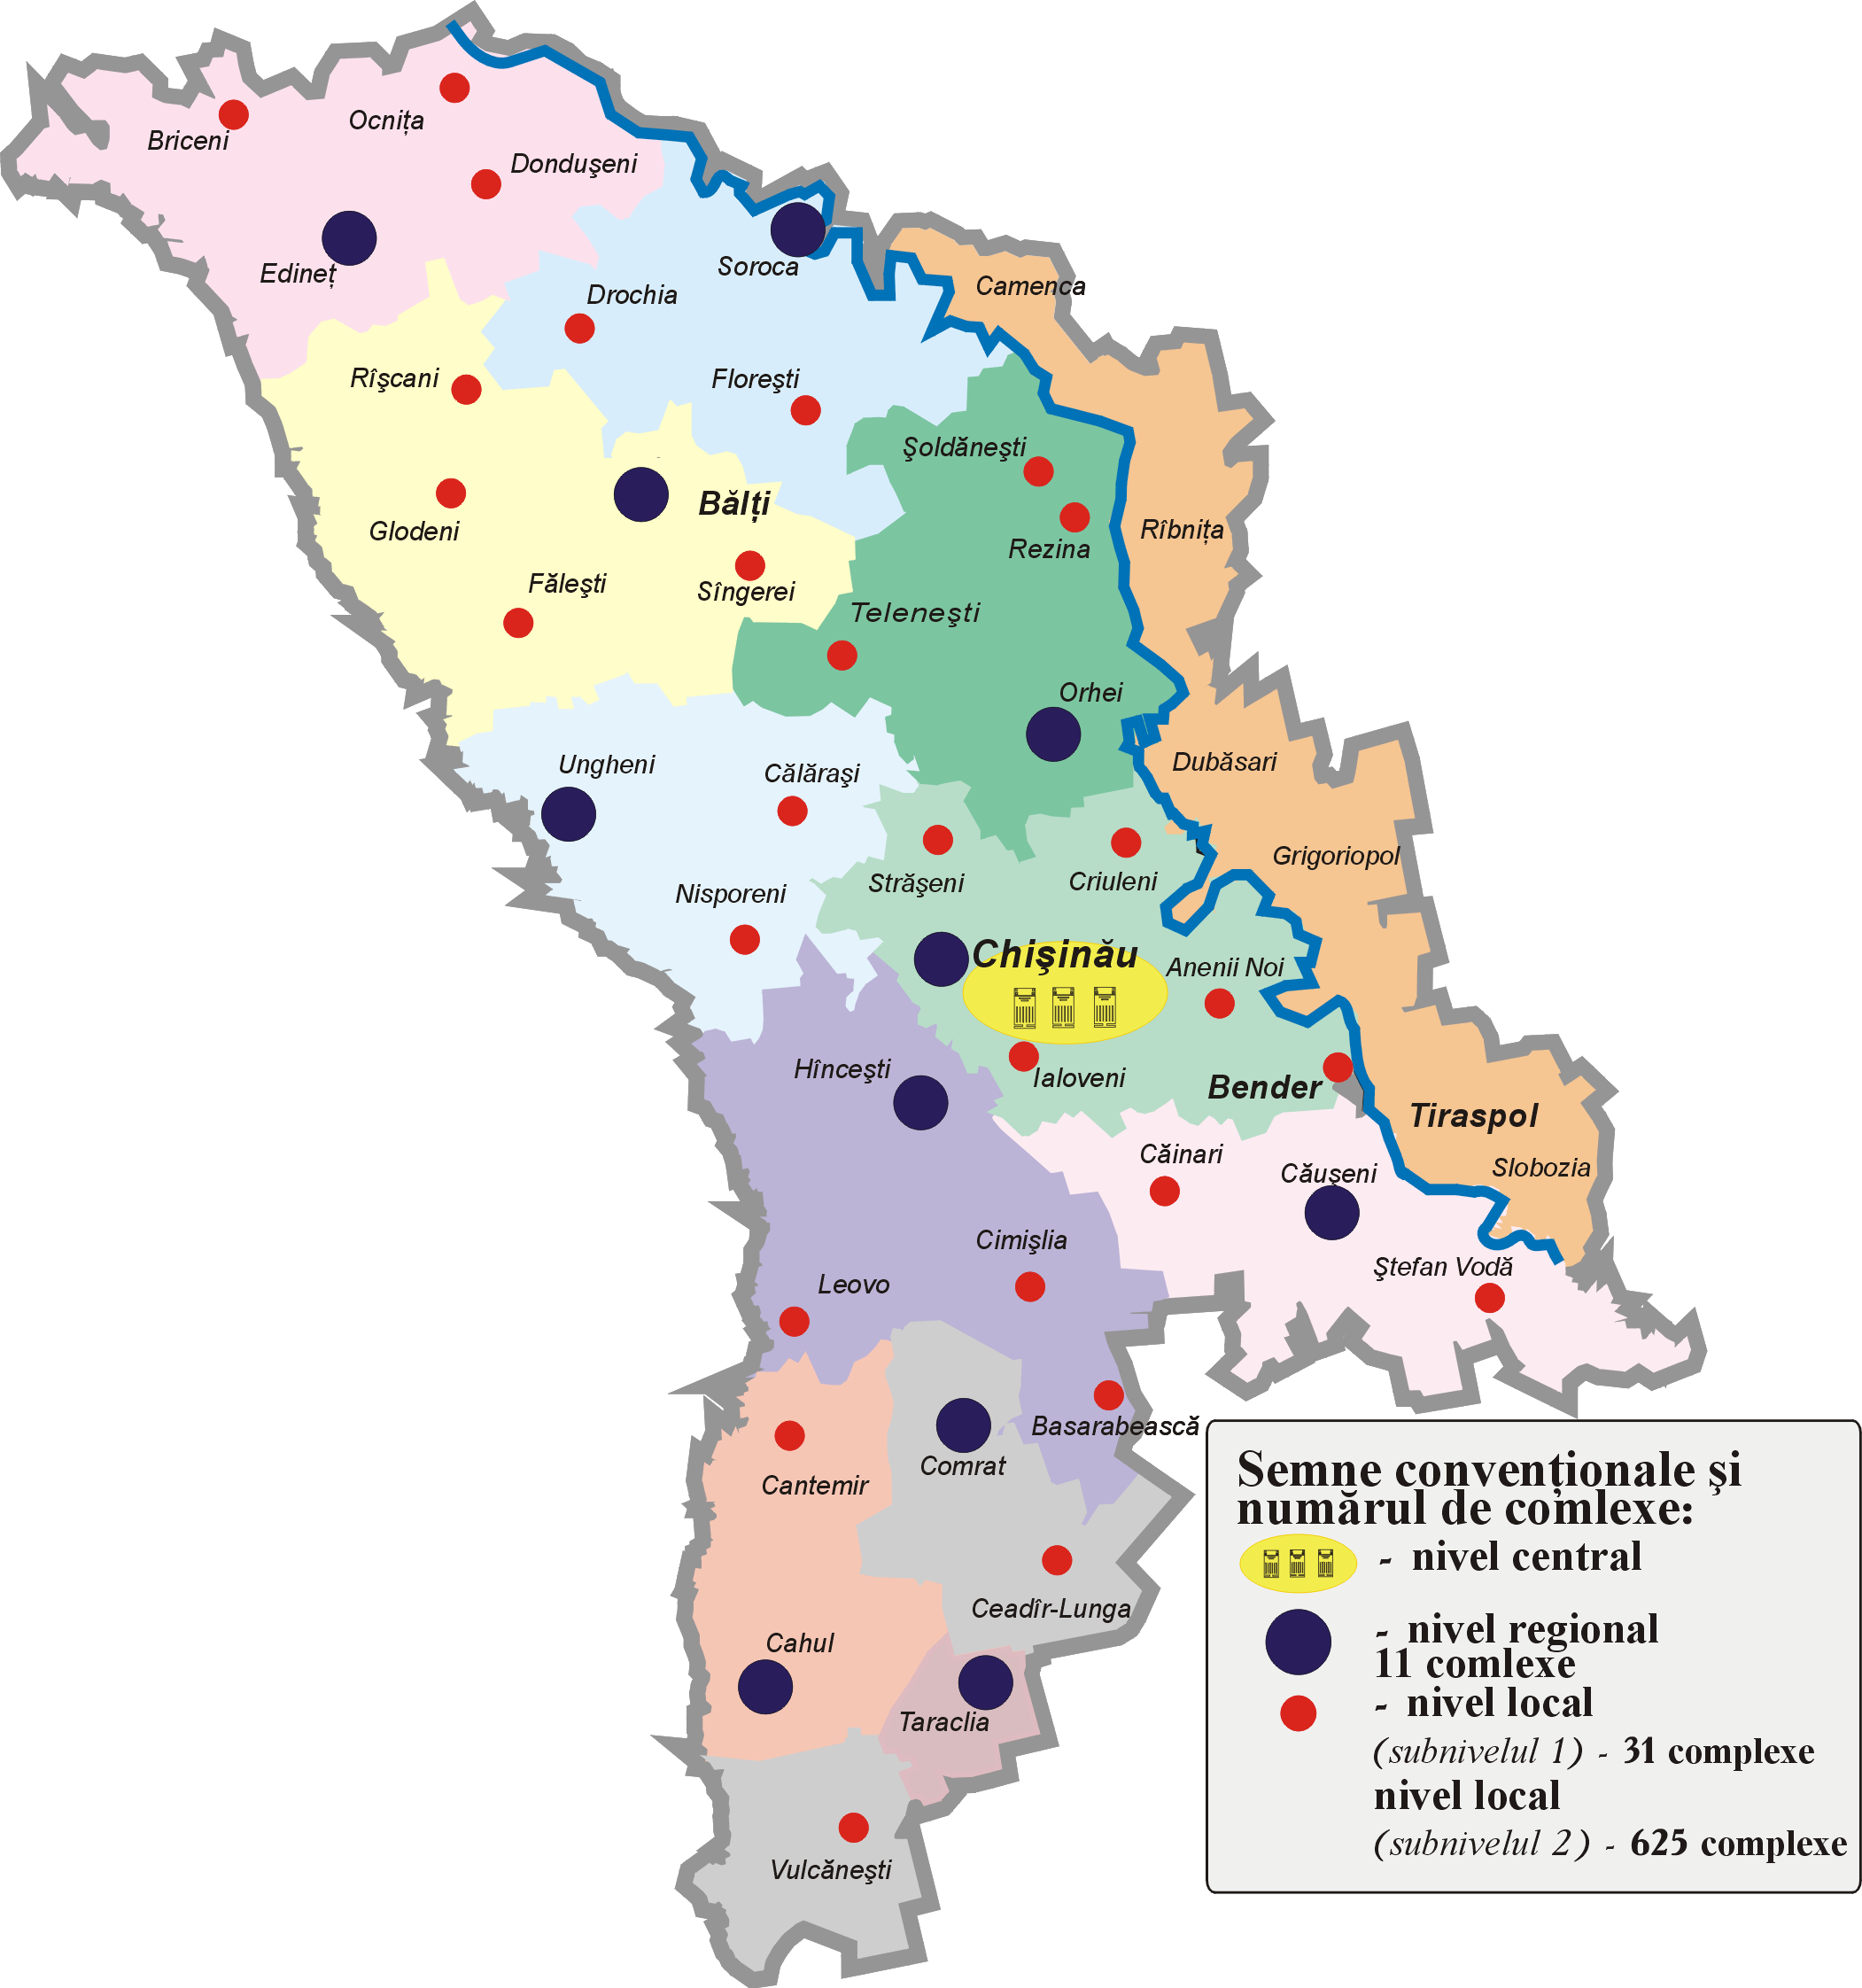 Ocnița
Briceni
Dondușeni
Edineț
Soroca
Camenca
Drochia
Rîșcani
Florești
Șoldănești
Bălți
Glodeni
Rîbnița
Rezina
Fălești
Sîngerei
Telenești
Orhei
Ungheni
Călărași
Dubăsari
Grigoriopol
Strășeni
Criuleni
Nisporeni
Chișinău
Anenii Noi
Hîncești
Ialoveni
Bender
Tiraspol
Căinari
Căușeni
Slobozia
Cimișlia
Ștefan Vodă
Leovo
Basarabească
Comrat
Cantemir
Ceadîr-Lunga
Cahul
Taraclia
Vulcănești
Semne convenționale și
numărul de comlexe:
- nivel central
- nivel regional
11 comlexe
- nivel local
(subnivelul 1) - 31 complexe
nivel local
(subnivelul 2) - 625 complexe